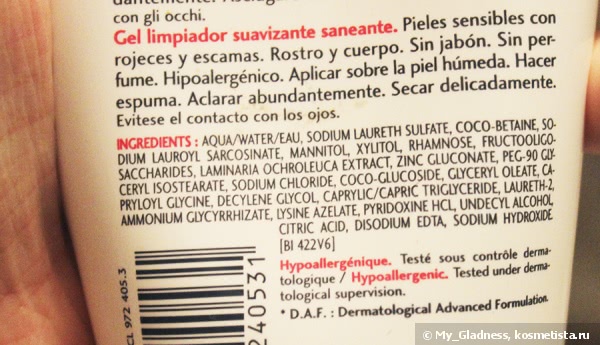 con gli occhi.
Gel limpiador suavizante saneante. Pieles sensibles con
rojeces y escamas. Rostro y cuerpo. Sin jabón. Sin per-
fume. Hipoalergénico. Aplicar sobre la piel húmeda. Hacer
espuma. Aclarar abundantemente. Secar delicadamente.
Evitese el contacto con los ojos.
INGREDIENTS : AQUA/WATER/EAU, SODIUM LAURETH SULFATE, COCO-BETAINE, SO-
DIUM LAUROYL SARCOSINATE, MANNITOL, XYLITOL, RHAMNOSE, FRUCTOOLIGO-
SACCHARIDES, LAMINARIA OCHROLEUCA EXTRACT, ZINC GLUCONATE, PEG-90 GLY-
CERYL ISOSTEARATE, SODIUM CHLORIDE, COCO-GLUCOSIDE, GLYCERYL OLEATE, CA-
PRYLOYL GLYCINE, DECYLENE GLYCOL, CAPRYLIC/CAPRIC TRIGLYCERIDE, LAURETH-2,
AMMONIUM GLYCYRRHIZATE, LYSINE AZELATE, PYRIDOXINE HCL, UNDECYL ALCOHOL,
CITRIC ACID, DISODIUM EDTA, SODIUM HYDROXIDE
[BI 422V6]
Hypoallergénique. Testé sous contrôle derma-
tologique / Hypoallergenic. Tested under derma-
tological supervision.
* D.A.F. : Dermatological Advanced Formulation.
CL 972 405.3
240531
© My_Gladness, kosmetista.ru